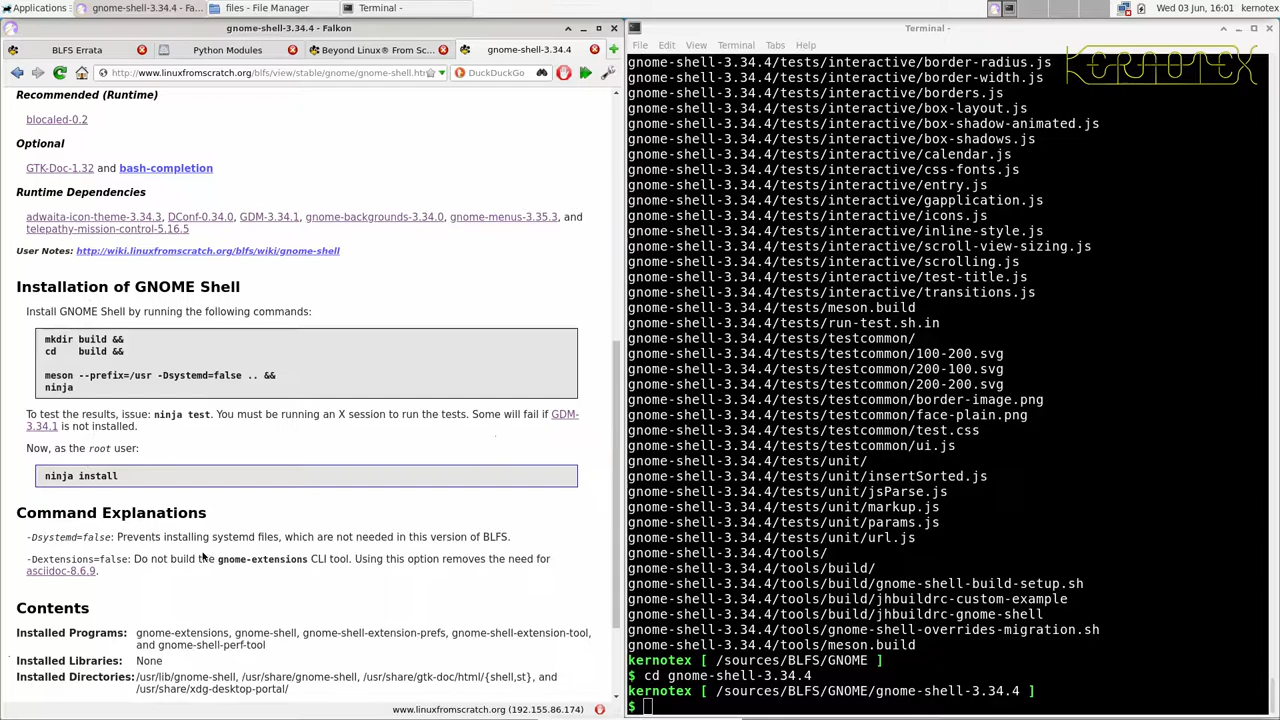 Applications
gnome-shell-3.34.4 - Fa...
files - File Manager
Terminal -
Wed 03 Jun, 16:01
kernotex
gnome-shell-3.34.4 - Falkon
BLFS Errata
Python Modules
Beyond Linux® From Sc...
gnome-shell-3.34.4
http://www.linuxfromscratch.org/blfs/view/stable/gnome/gnome-shell.htm
DuckDuckGo
Recommended (Runtime)
blocaled-0.2
Optional
GTK-Doc-1.32 and bash-completion
Runtime Dependencies
adwaita-icon-theme-3.34.3, DConf-0.34.0, GDM-3.34.1, gnome-backgrounds-3.34.0, gnome-menus-3.35.3, and
telepathy-mission-control-5.16.5
User Notes: http://wiki.linuxfromscratch.org/blfs/wiki/gnome-shell
Installation of GNOME Shell
Install GNOME Shell by running the following commands:
mkdir build &&
cd    build &&
meson --prefix=/usr -Dsystemd=false .. &&
ninja
To test the results, issue: ninja test. You must be running an X session to run the tests. Some will fail if GDM-
3.34.1 is not installed.
Now, as the root user:
ninja install
Command Explanations
-Dsystemd=false: Prevents installing systemd files, which are not needed in this version of BLFS.
-Dextensions=false: Do not build the gnome-extensions CLI tool. Using this option removes the need for
asciidoc-8.6.9.
Contents
Installed Programs: gnome-extensions, gnome-shell, gnome-shell-extension-prefs, gnome-shell-extension-tool,
and gnome-shell-perf-tool
Installed Libraries: None
Installed Directories: /usr/lib/gnome-shell, /usr/share/gnome-shell, /usr/share/gtk-doc/html/{shell,st}, and
/usr/share/xdg-desktop-portal/
www.linuxfromscratch.org (192.155.86.174)
Terminal -
File Edit View Terminal Tabs Help
KERNOTEX
gnome-shell-3.34.4/tests/interactive/border-radius.js
gnome-shell-3.34.4/tests/interactive/border-width.js
gnome-shell-3.34.4/tests/interactive/borders.js
gnome-shell-3.34.4/tests/interactive/box-layout.js
gnome-shell-3.34.4/tests/interactive/box-shadow-animated.js
gnome-shell-3.34.4/tests/interactive/box-shadows.js
gnome-shell-3.34.4/tests/interactive/calendar.js
gnome-shell-3.34.4/tests/interactive/css-fonts.js
gnome-shell-3.34.4/tests/interactive/entry.js
gnome-shell-3.34.4/tests/interactive/gapplication.js
gnome-shell-3.34.4/tests/interactive/icons.js
gnome-shell-3.34.4/tests/interactive/inline-style.js
gnome-shell-3.34.4/tests/interactive/scroll-view-sizing.js
gnome-shell-3.34.4/tests/interactive/scrolling.js
gnome-shell-3.34.4/tests/interactive/test-title.js
gnome-shell-3.34.4/tests/interactive/transitions.js
gnome-shell-3.34.4/tests/meson.build
gnome-shell-3.34.4/tests/run-test.sh.in
gnome-shell-3.34.4/tests/testcommon/
gnome-shell-3.34.4/tests/testcommon/100-200.svg
gnome-shell-3.34.4/tests/testcommon/200-100.svg
gnome-shell-3.34.4/tests/testcommon/200-200.svg
gnome-shell-3.34.4/tests/testcommon/border-image.png
gnome-shell-3.34.4/tests/testcommon/face-plain.png
gnome-shell-3.34.4/tests/testcommon/test.css
gnome-shell-3.34.4/tests/testcommon/ui.js
gnome-shell-3.34.4/tests/unit/
gnome-shell-3.34.4/tests/unit/insertSorted.js
gnome-shell-3.34.4/tests/unit/jsParse.js
gnome-shell-3.34.4/tests/unit/markup.js
gnome-shell-3.34.4/tests/unit/params.js
gnome-shell-3.34.4/tests/unit/url.js
gnome-shell-3.34.4/tools/
gnome-shell-3.34.4/tools/build/
gnome-shell-3.34.4/tools/build/gnome-shell-build-setup.sh
gnome-shell-3.34.4/tools/build/jhbuildrc-custom-example
gnome-shell-3.34.4/tools/build/jhbuildrc-gnome-shell
gnome-shell-3.34.4/tools/gnome-shell-overrides-migration.sh
gnome-shell-3.34.4/tools/meson.build
kernotex [ /sources/BLFS/GNOME ]
$ cd gnome-shell-3.34.4
kernotex [ /sources/BLFS/GNOME/gnome-shell-3.34.4 ]
$